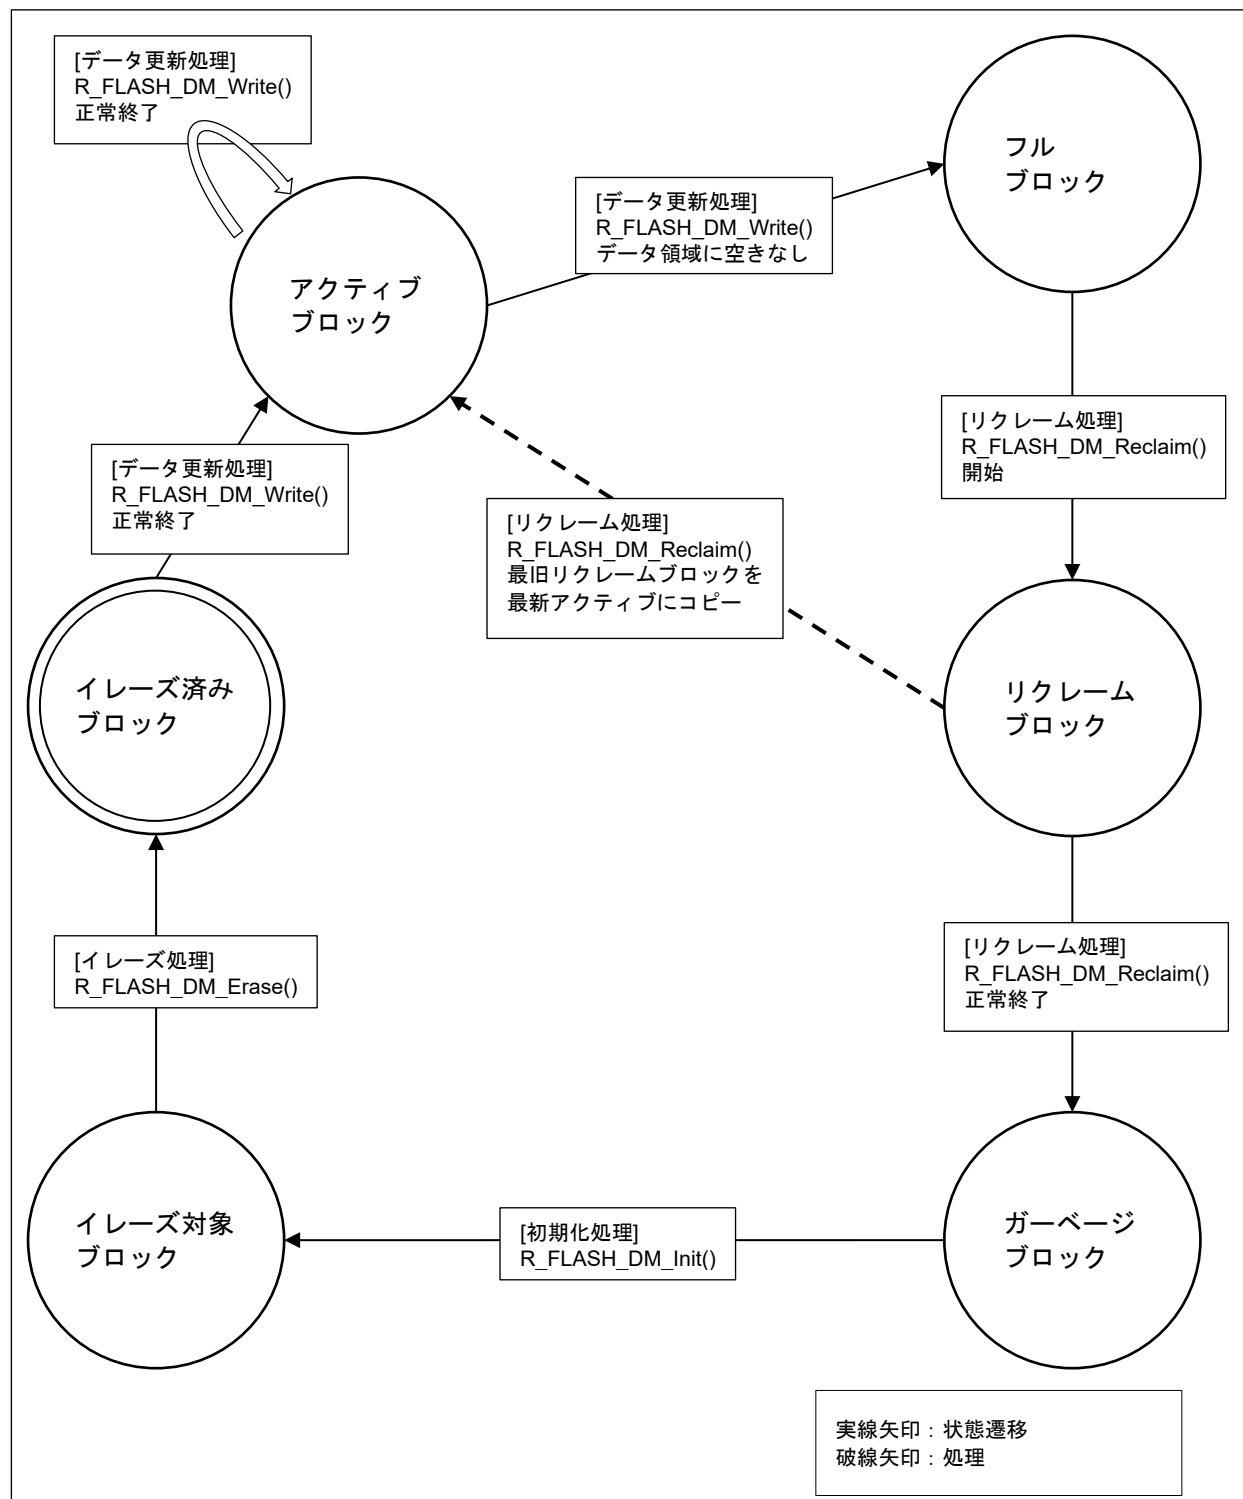 [データ更新処理]
R_FLASH_DM_Write()
正常終了
フル
ブロック
[データ更新処理]
R_FLASH_DM_Write()
データ領域に空きなし
アクティブ
ブロック
[リクレーム処理]
R_FLASH_DM_Reclaim()
開始
[データ更新処理]
R_FLASH_DM_Write()
正常終了
[リクレーム処理]
R_FLASH_DM_Reclaim()
最旧リクレームブロックを
最新アクティブにコピー
イレーズ済み
ブロック
リクレーム
ブロック
[イレーズ処理]
R_FLASH_DM_Erase()
[リクレーム処理]
R_FLASH_DM_Reclaim()
正常終了
イレーズ対象
ブロック
[初期化処理]
R_FLASH_DM_Init()
ガーベージ
ブロック
実線矢印：状態遷移
破線矢印：処理